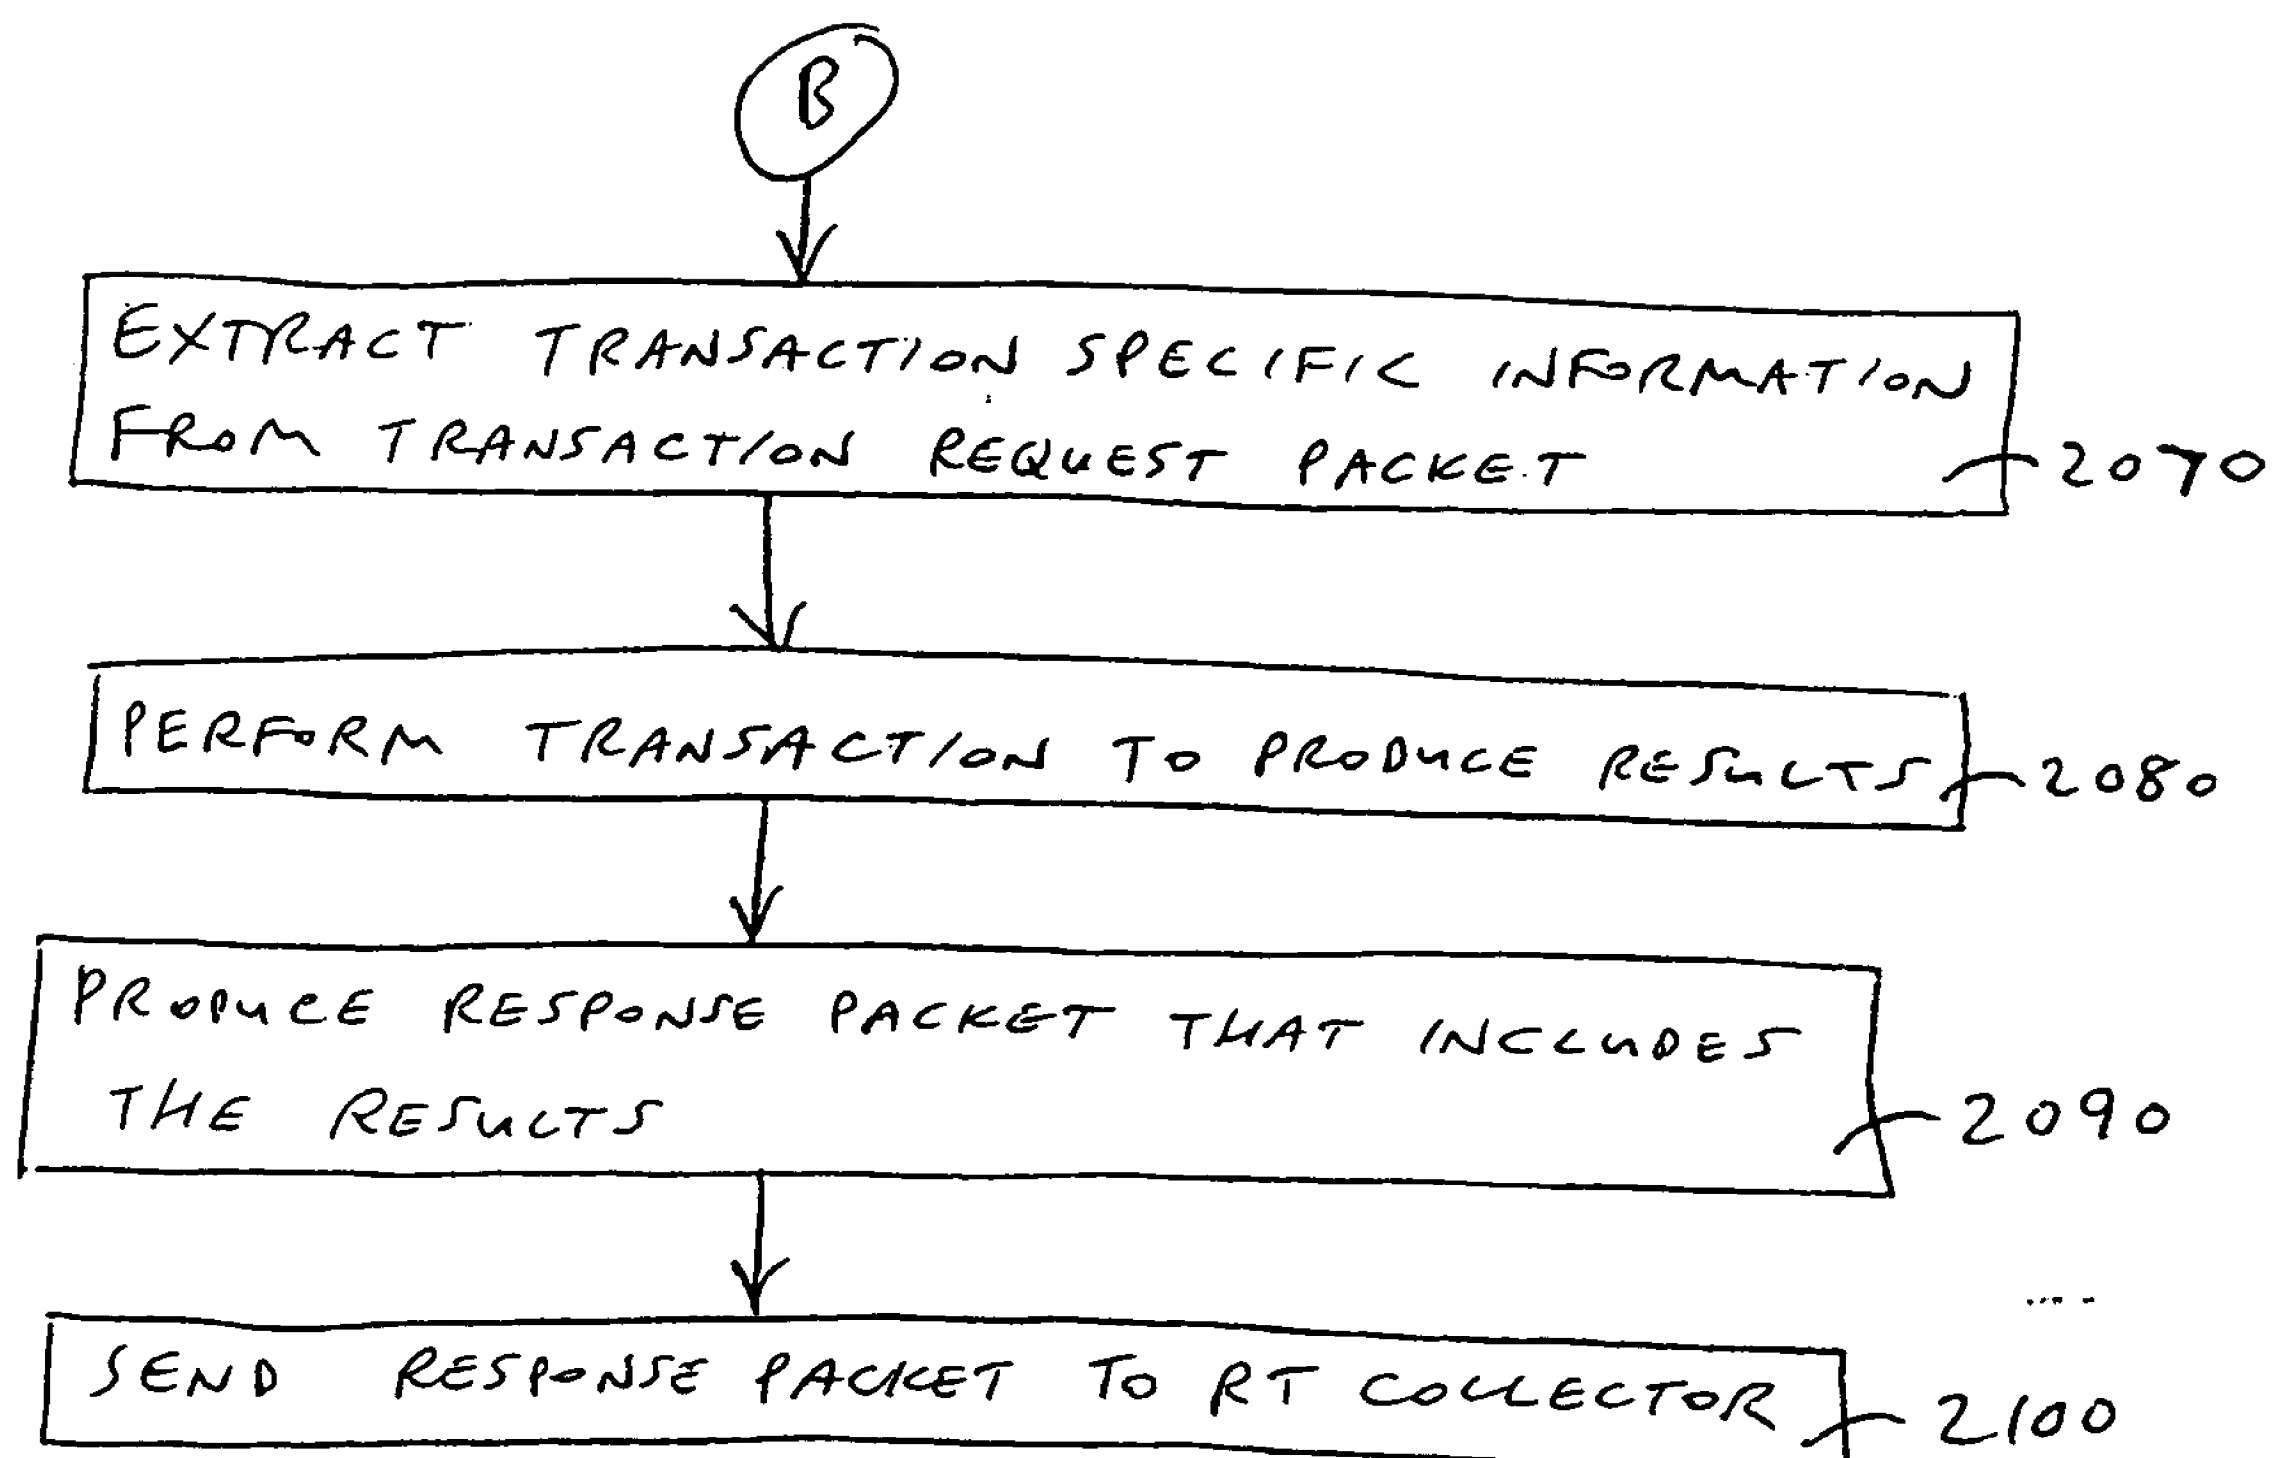 B
EXTRACT TRANSACTION SPECIFIC INFORMATION
FROM TRANSACTION REQUEST PACKET
2070
PERFORM TRANSACTION TO PRODUCE RESULTS
2080
PRODUCE RESPONSE PACKET THAT INCLUDES
THE RESULTS
2090
SEND RESPONSE PACKET TO RT COLLECTOR
2100